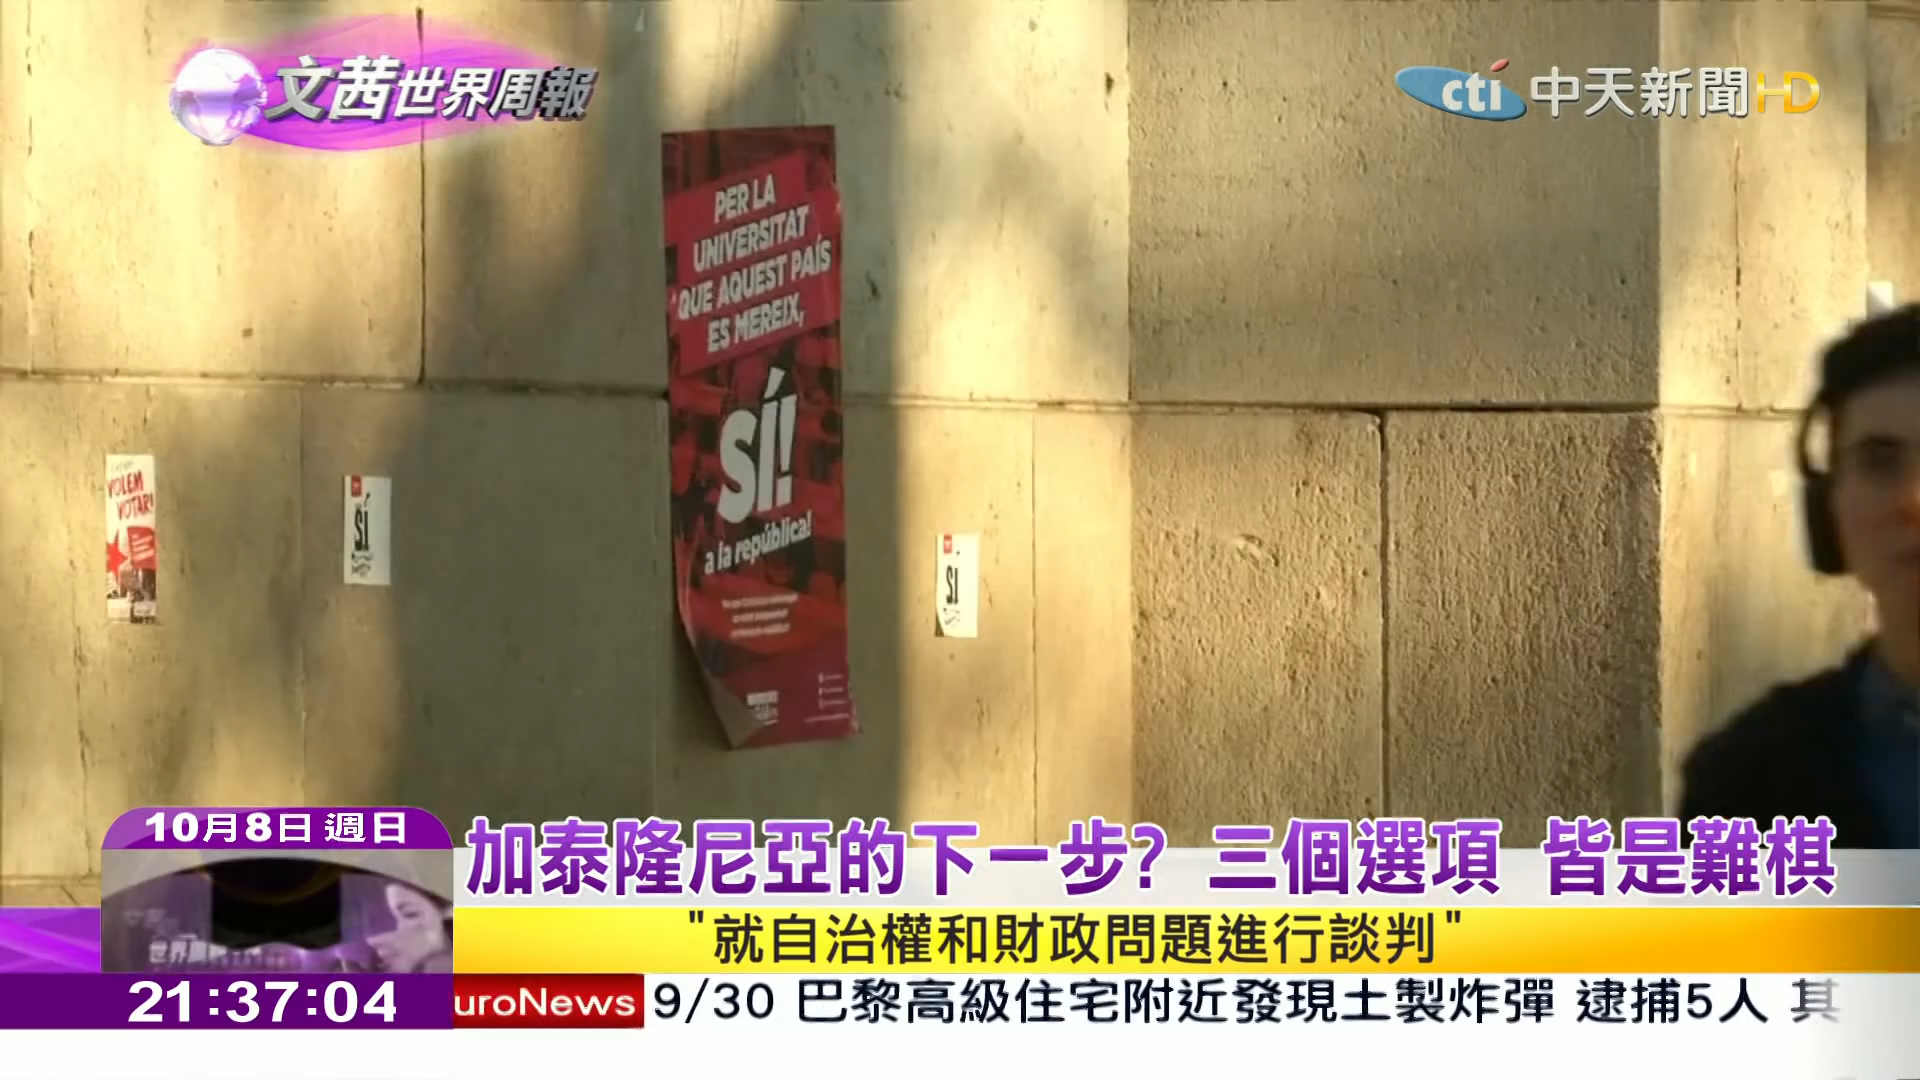 文茜世界周報
cti 中天新聞HD
PER LA
UNIVERSITAT
QUE AQUEST PAÍS
ES MEREIX,
SÍ!
a la república!
VOLEM
VOTAR!
SÍ
SÍ
10月8日 週日
加泰隆尼亞的下一步? 三個選項 皆是難棋
"就自治權和財政問題進行談判"
世界周報
21:37:04
uroNews 9/30 巴黎高級住宅附近發現土製炸彈 逮捕5人 其